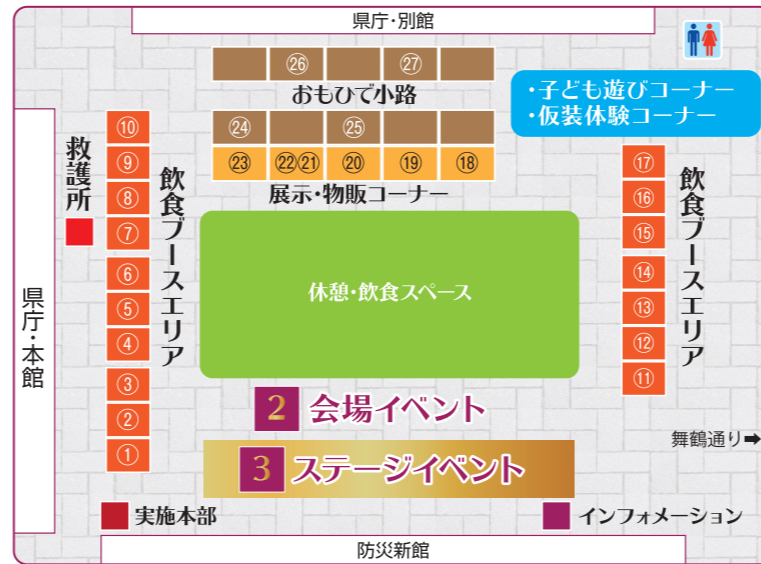 県庁・別館
㉖ ㉗
おもひで小路
・子ども遊びコーナー
・仮装体験コーナー
㉔ ㉕
㉓ ㉒㉑ ⑳ ⑲ ⑱
展示・物販コーナー
救護所
⑩
⑨
⑧
⑦
⑥
⑤
④
③
②
①
飲食ブースエリア
休憩・飲食スペース
⑰
⑯
⑮
⑭
⑬
⑫
⑪
飲食ブースエリア
県庁・本館
2 会場イベント
3 ステージイベント
舞鶴通り➡
実施本部
インフォメーション
防災新館